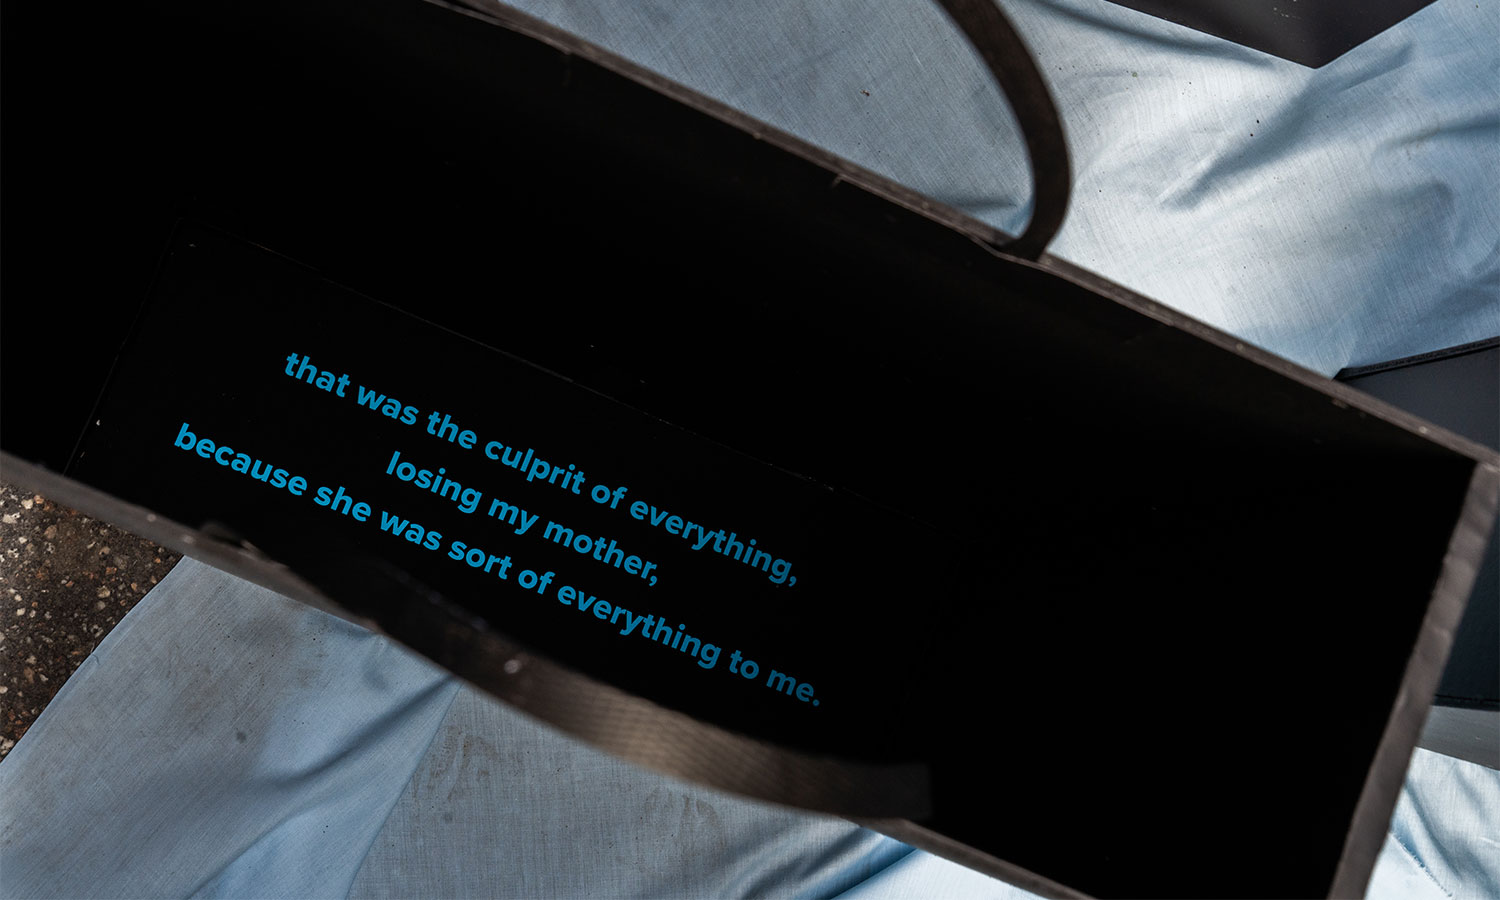 that was the culprit of everything,
losing my mother,
because she was sort of everything to me.